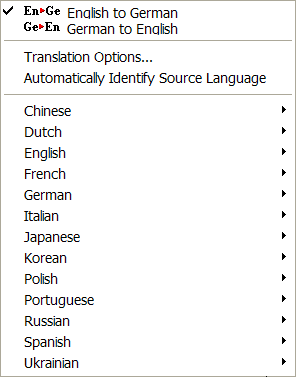 En▸Ge English to German
Ge▸En German to English
Translation Options...
Automatically Identify Source Language
Chinese
Dutch
English
French
German
Italian
Japanese
Korean
Polish
Portuguese
Russian
Spanish
Ukrainian